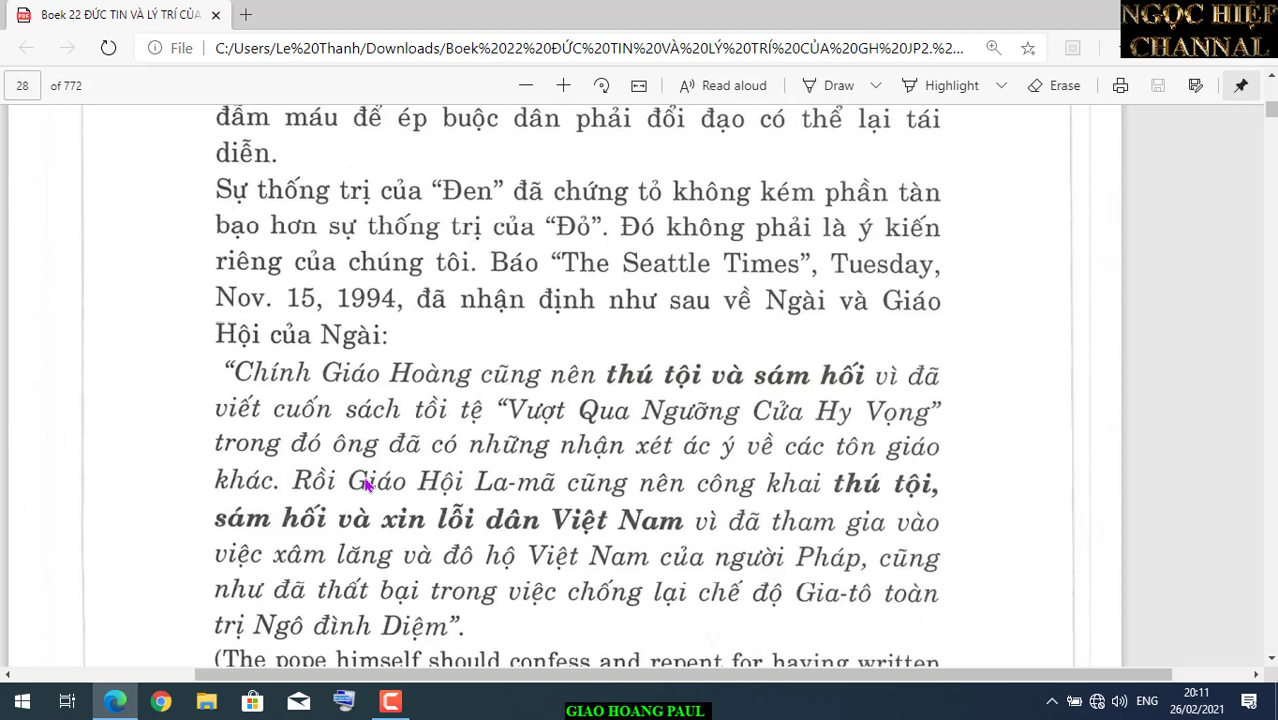 Boek 22 ĐỨC TIN VÀ LÝ TRÍ CỦA
NGỌC HIỆP
CHANNAL
File
C:/Users/Le%20Thanh/Downloads/Boek%2022%20ĐỨC%20TIN%20VÀ%20LÝ%20TRÍ%20CỦA%20GH%20JP2.%...
28 of 772
Read aloud
Draw
Highlight
Erase
đẫm máu để ép buộc dân phải đổi đạo có thể lại tái
diễn.
Sự thống trị của “Đen” đã chứng tỏ không kém phần tàn
bạo hơn sự thống trị của “Đỏ”. Đó không phải là ý kiến
riêng của chúng tôi. Báo “The Seattle Times”, Tuesday,
Nov. 15, 1994, đã nhận định như sau về Ngài và Giáo
Hội của Ngài:
“Chính Giáo Hoàng cũng nên thú tội và sám hối vì đã
viết cuốn sách tồi tệ “Vượt Qua Ngưỡng Cửa Hy Vọng”
trong đó ông đã có những nhận xét ác ý về các tôn giáo
khác. Rồi Giáo Hội La-mã cũng nên công khai thú tội,
sám hối và xin lỗi dân Việt Nam vì đã tham gia vào
việc xâm lăng và đô hộ Việt Nam của người Pháp, cũng
như đã thất bại trong việc chống lại chế độ Gia-tô toàn
trị Ngô đình Diệm”.
(The pope himself should confess and repent for having written
ENG
20:11
26/02/2021
GIAO HOANG PAUL